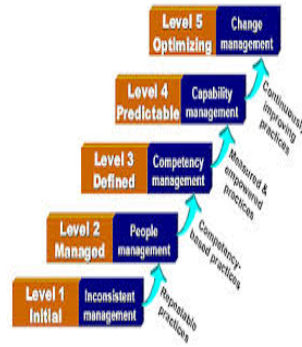 Level 5
Optimizing
Change
management
Level 4
Predictable
Capability
management
Continuously
improving
practices
Level 3
Defined
Competency
management
Measured &
empowered
practices
Level 2
Managed
People
management
Competency-
based practices
Level 1
Initial
Inconsistent
management
Repeatable
practices